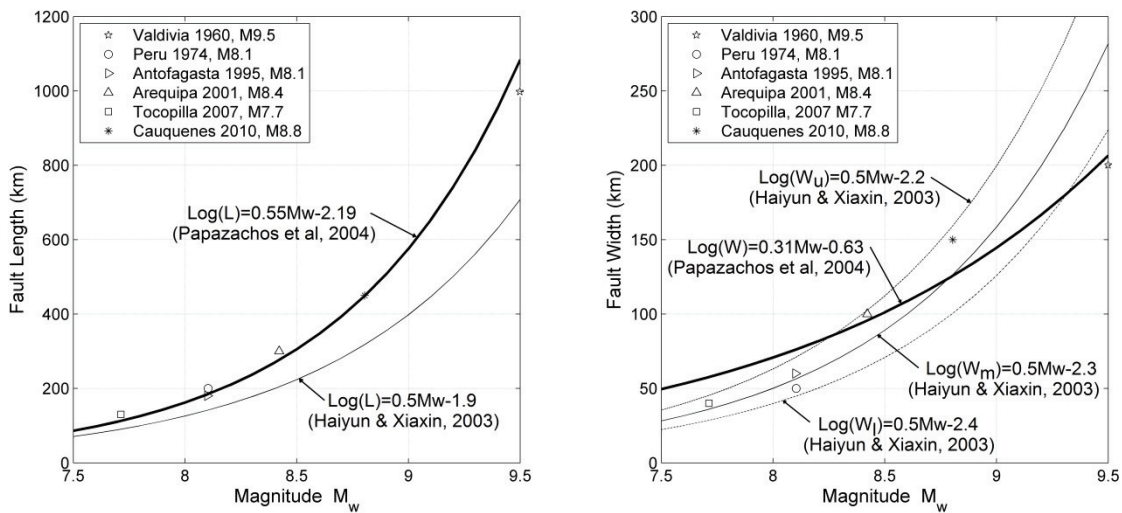 1200
1000
800
600
400
200
0
Fault Length (km)
Valdivia 1960, M9.5
Peru 1974, M8.1
Antofagasta 1995, M8.1
Arequipa 2001, M8.4
Tocopilla, 2007 M7.7
Cauquenes 2010, M8.8
Log(L)=0.55Mw-2.19
(Papazachos et al, 2004)
Log(L)=0.5Mw-1.9
(Haiyun & Xiaxin, 2003)
7.5 8 8.5 9 9.5
Magnitude M_w
300
250
200
150
100
50
0
Fault Width (km)
Valdivia 1960, M9.5
Peru 1974, M8.1
Antofagasta 1995, M8.1
Arequipa 2001, M8.4
Tocopilla, 2007 M7.7
Cauquenes 2010, M8.8
Log(W_u)=0.5Mw-2.2
(Haiyun & Xiaxin, 2003)
Log(W)=0.31Mw-0.63
(Papazachos et al, 2004)
Log(W_m)=0.5Mw-2.3
(Haiyun & Xiaxin, 2003)
Log(W_l)=0.5Mw-2.4
(Haiyun & Xiaxin, 2003)
7.5 8 8.5 9 9.5
Magnitude M_w